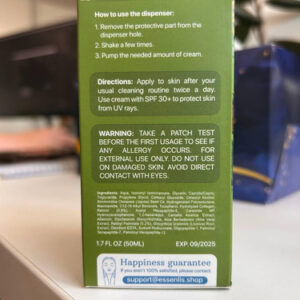 How to use the dispenser:
1. Remove the protective part from the
dispenser hole.
2. Shake a few times.
3. Pump the needed amount of cream.
Directions: Apply to skin after your
usual cleaning routine twice a day.
Use cream with SPF 30+ to protect skin
from UV rays.
WARNING: TAKE A PATCH TEST
BEFORE THE FIRST USAGE TO SEE IF
ANY ALLERGY OCCURS. FOR
EXTERNAL USE ONLY. DO NOT USE
ON DAMAGED SKIN. AVOID DIRECT
CONTACT WITH EYES.
1.7 FL OZ (50ML) EXP 09/2025
Happiness guarantee
If you aren't 100% satisfied, please contact
support@essenlis.com